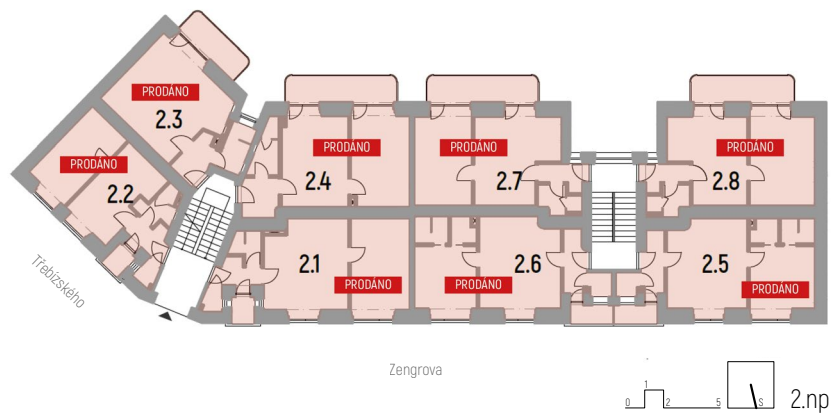 PRODÁNO
2.3
PRODÁNO
2.2
PRODÁNO
2.4
PRODÁNO
2.7
PRODÁNO
2.8
2.1
PRODÁNO
2.6
PRODÁNO
2.5
PRODÁNO
Třebízského
Zengrova
0 1 2 5 S
2.np